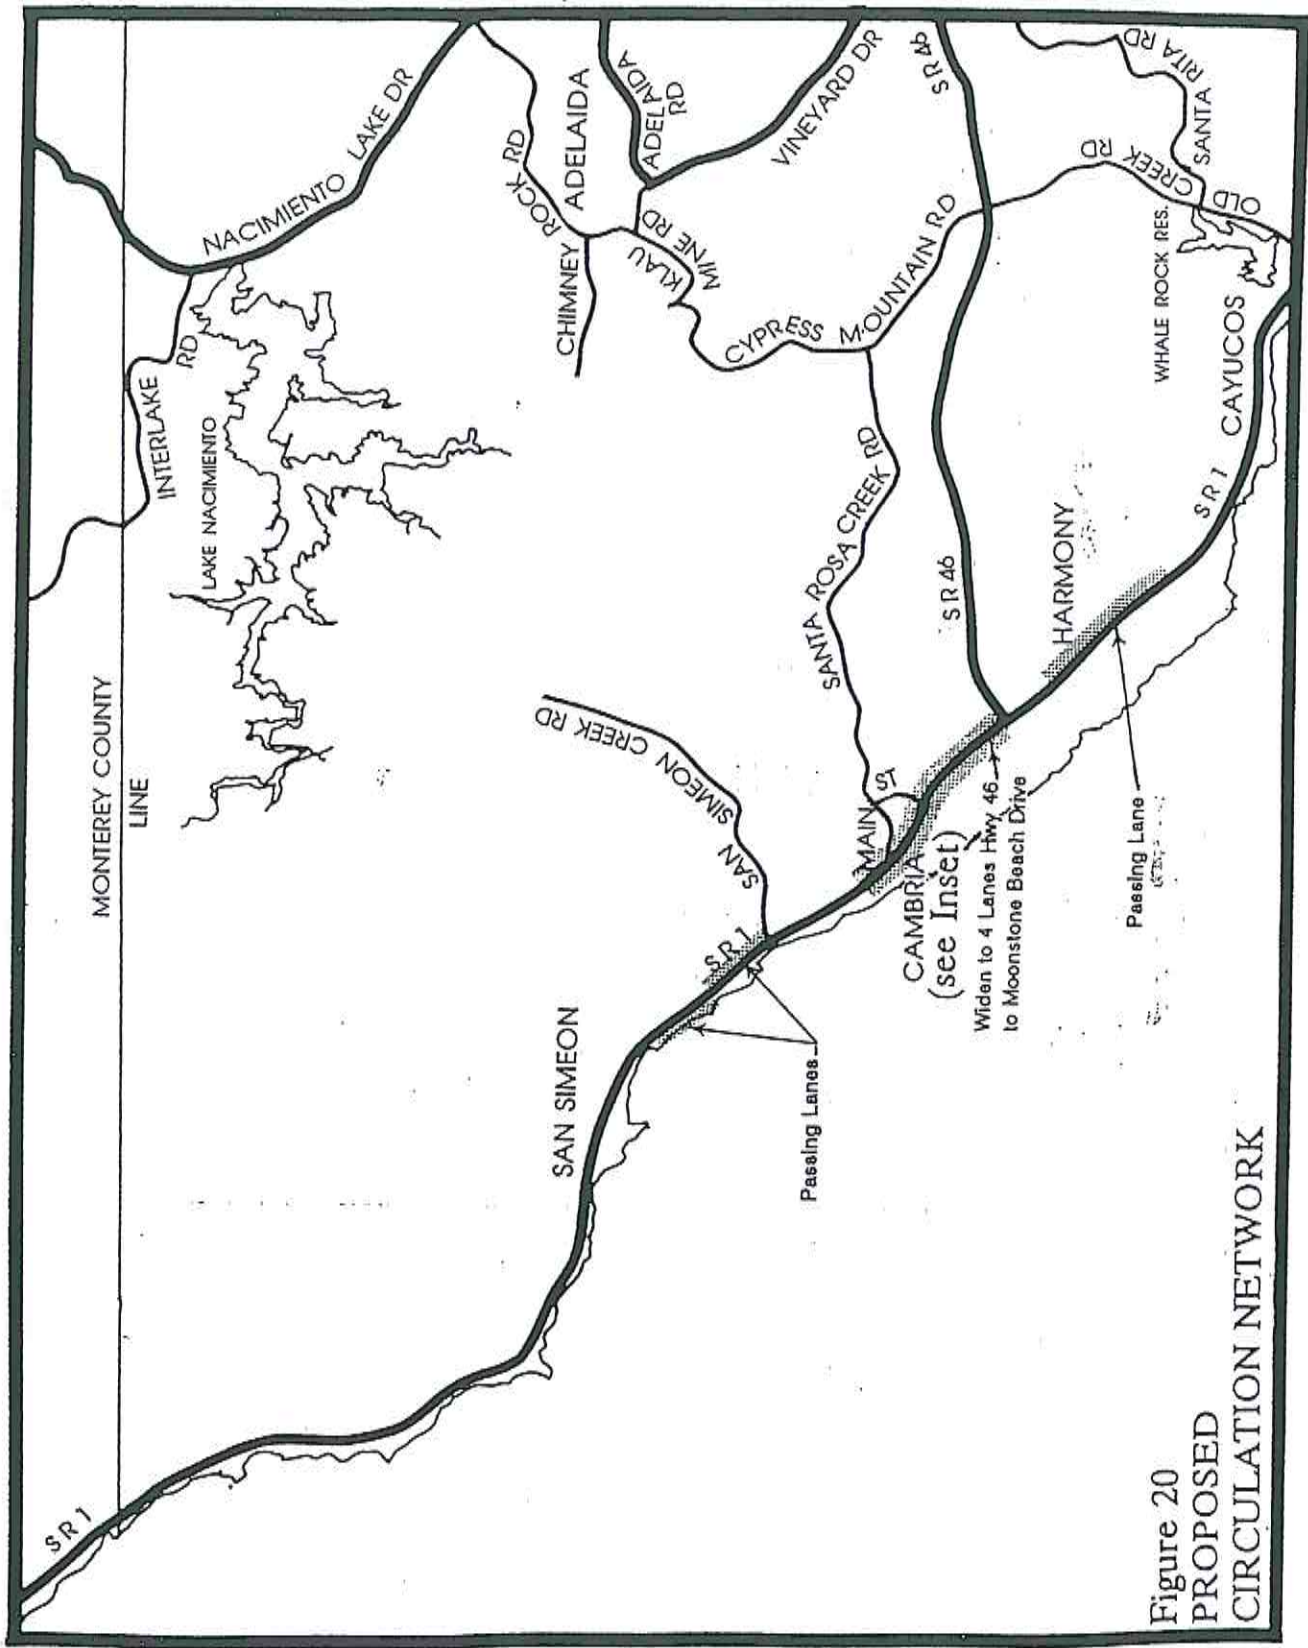 MONTEREY COUNTY
LINE
SR 1
INTERLAKE
RD
NACIMIENTO LAKE DR
LAKE NACIMIENTO
CHIMNEY ROCK RD
ADELAIDA
ADELAIDA
RD
KLAU
MINE RD
VINEYARD DR
SR 46
CYPRESS MOUNTAIN RD
SANTA ROSA CREEK RD
SAN SIMEON CREEK RD
SAN SIMEON
SR 1
Passing Lanes
MAIN ST
CAMBRIA
(see Inset)
Widen to 4 Lanes Hwy 46
to Moonstone Beach Drive
SR 46
HARMONY
Passing Lane
SR 1
CAYUCOS
WHALE ROCK RES.
OLD CREEK RD
SANTA RITA RD
Figure 20
PROPOSED
CIRCULATION NETWORK